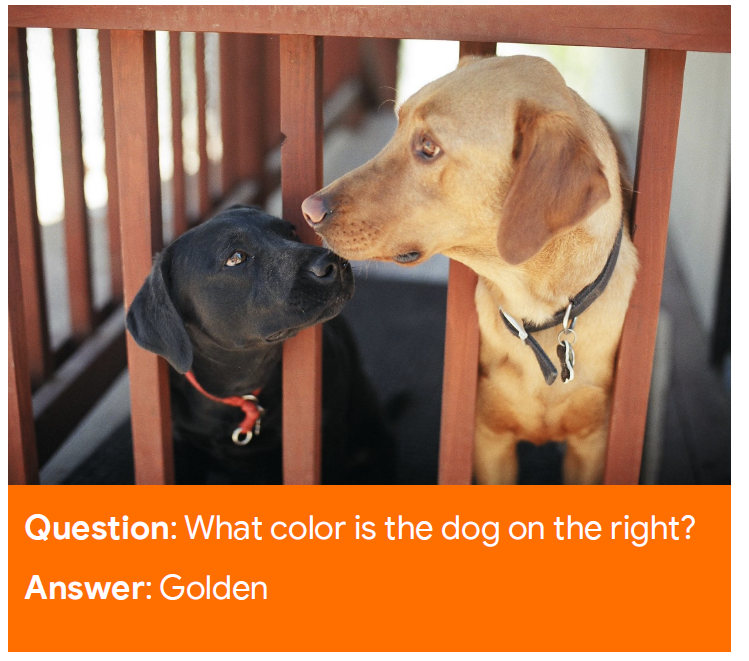 Question: What color is the dog on the right?
Answer: Golden